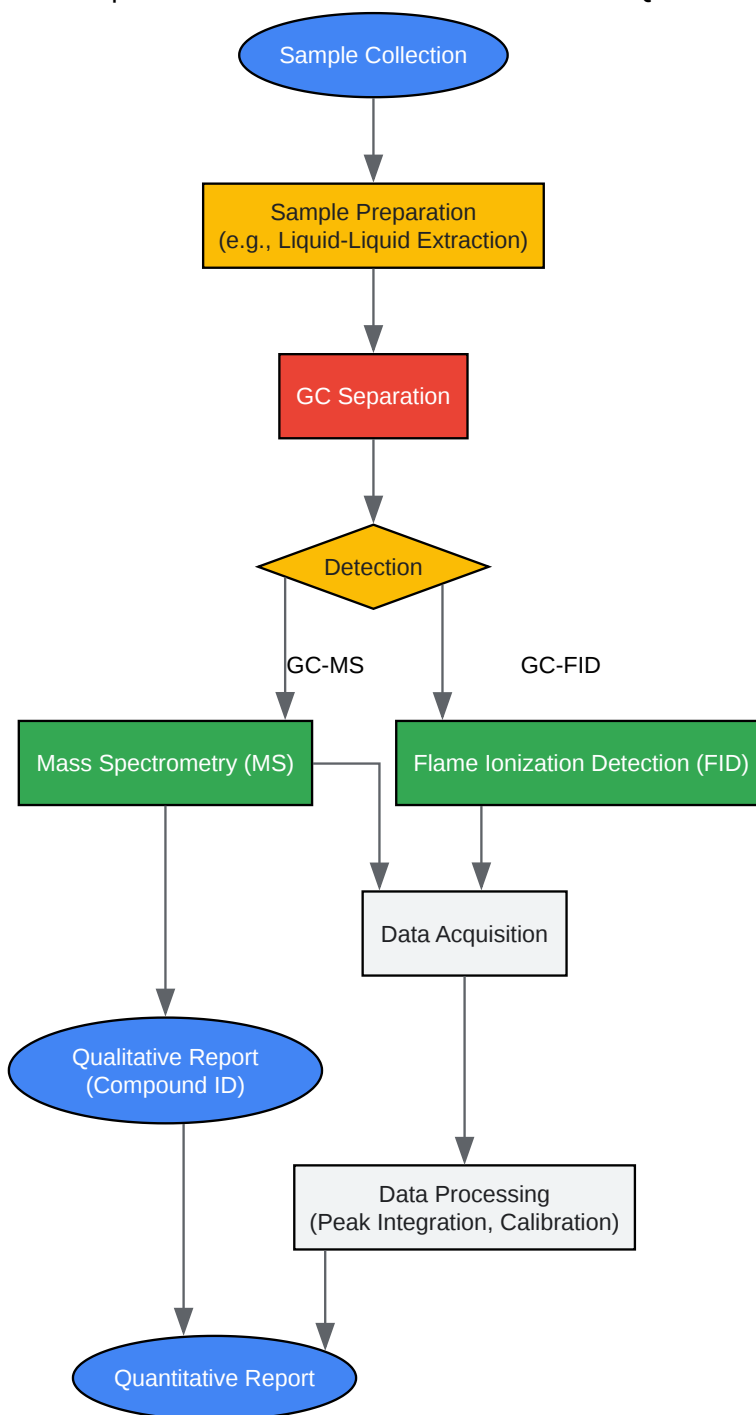 Sample Collection
Sample Preparation
(e.g., Liquid-Liquid Extraction)
GC Separation
Detection
GC-MS
GC-FID
Mass Spectrometry (MS)
Flame Ionization Detection (FID)
Data Acquisition
Qualitative Report
(Compound ID)
Data Processing
(Peak Integration, Calibration)
Quantitative Report